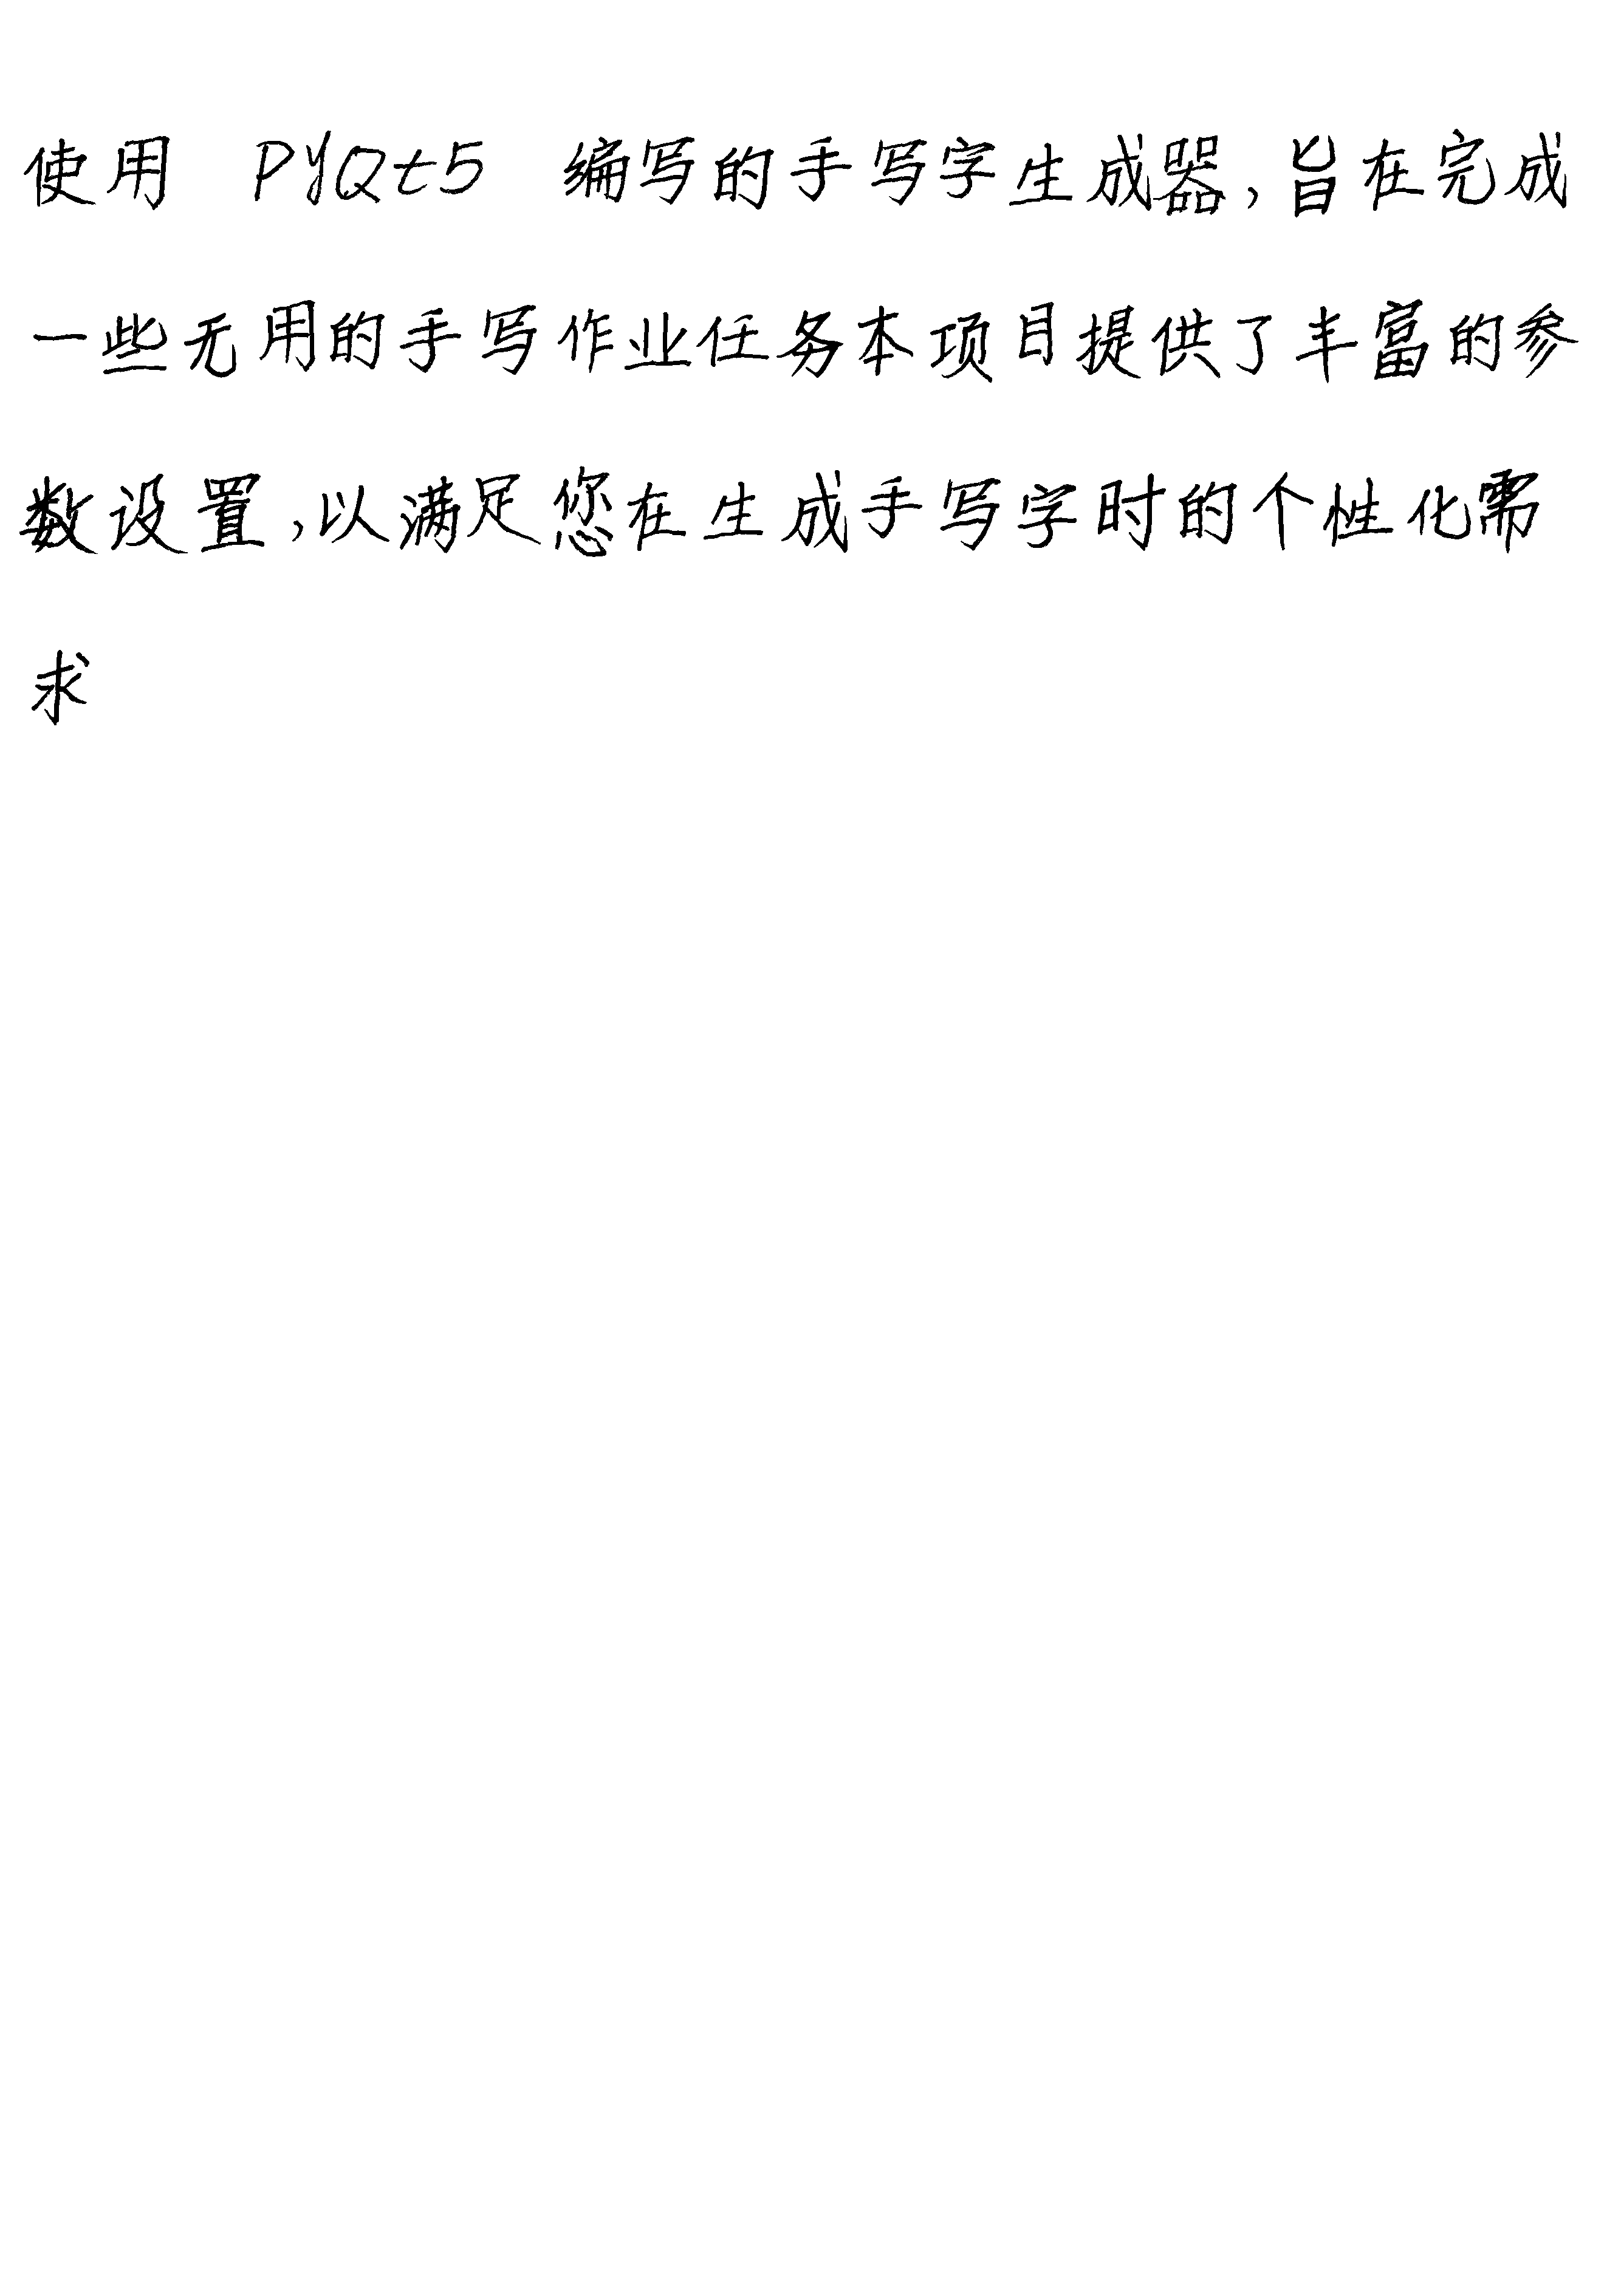 使用 PyQt5 编写的手写字生成器，旨在完成
一些无用的手写作业任务本项目提供了丰富的参
数设置，以满足您在生成手写字时的个性化需
求